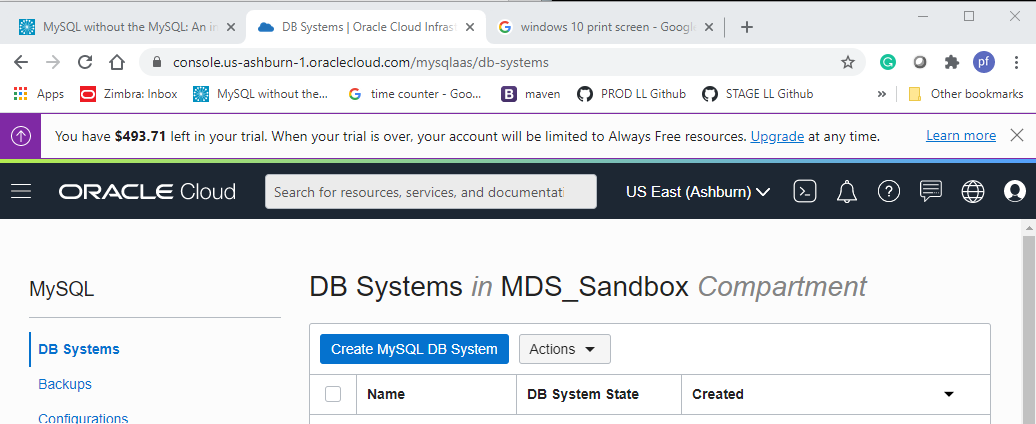 MySQL without the MySQL: An in
DB Systems | Oracle Cloud Infrast
windows 10 print screen - Google
console.us-ashburn-1.oraclecloud.com/mysqlaas/db-systems
pf
Apps
Zimbra: Inbox
MySQL without the...
time counter - Goo...
B maven
PROD LL Github
STAGE LL Github
»
Other bookmarks
You have $493.71 left in your trial. When your trial is over, your account will be limited to Always Free resources. Upgrade at any time.
Learn more
ORACLE Cloud
Search for resources, services, and documentati
US East (Ashburn)
MySQL
DB Systems in MDS_Sandbox Compartment
DB Systems
Create MySQL DB System
Actions
Backups
Name
DB System State
Created
Configurations